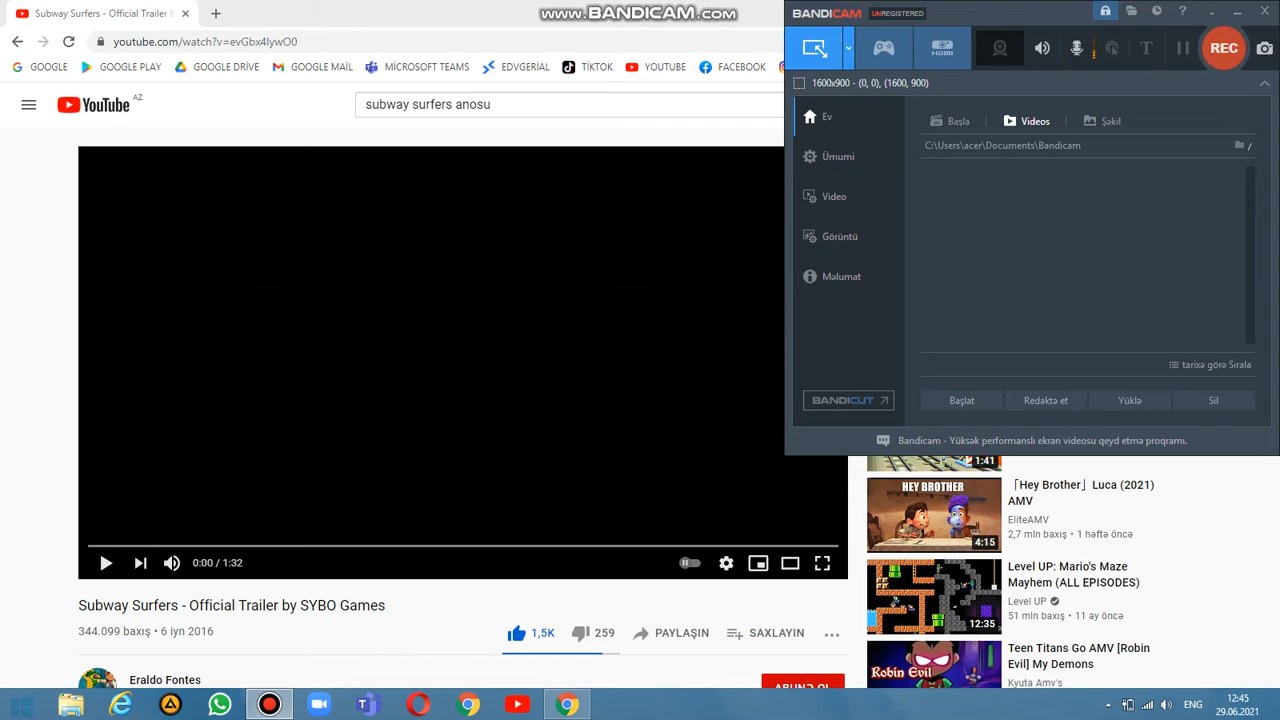 Subway Surfers - Official Trailer b
www.BANDICAM.com
youtube.com/watch?v=evGbx4lywO0
GOOGLE
GOOGLE PLAY
GOOGLE
GOOGLE MAİL
MİCROSOFT TEAMS
EDVİBRİAL
TİKTOK
YOUTUBE
FACEBOOK
YouTube AZ
subway surfers anosu
0:00 / 1:32
Subway Surfers - Official Trailer by SYBO Games
344.099 baxış • 6 iyn
1,5K
259
PAYLAŞIN
SAXLAYIN
Eraldo Fontes
ABUNƏ OL
BANDICAM
UNREGISTERED
REC
1600x900 - (0, 0), (1600, 900)
Ev
Ümumi
Video
Görüntü
Məlumat
BANDICUT
Başla
Videos
Şəkil
C:\Users\acer\Documents\Bandicam
/
tarixə görə Sırala
Başlat
Redaktə et
Yüklə
Sil
Bandicam - Yüksək performanslı ekran videosu qeyd etmə proqramı.
1:41
HEY BROTHER
4:15
「Hey Brother」Luca (2021)
AMV
EliteAMV
2,7 mln baxış • 1 həftə öncə
12:35
Level UP: Mario's Maze
Mayhem (ALL EPISODES)
Level UP
51 mln baxış • 11 ay öncə
Robin Evil
Teen Titans Go AMV [Robin
Evil] My Demons
Kyuta Amv's
ENG
12:45
29.06.2021